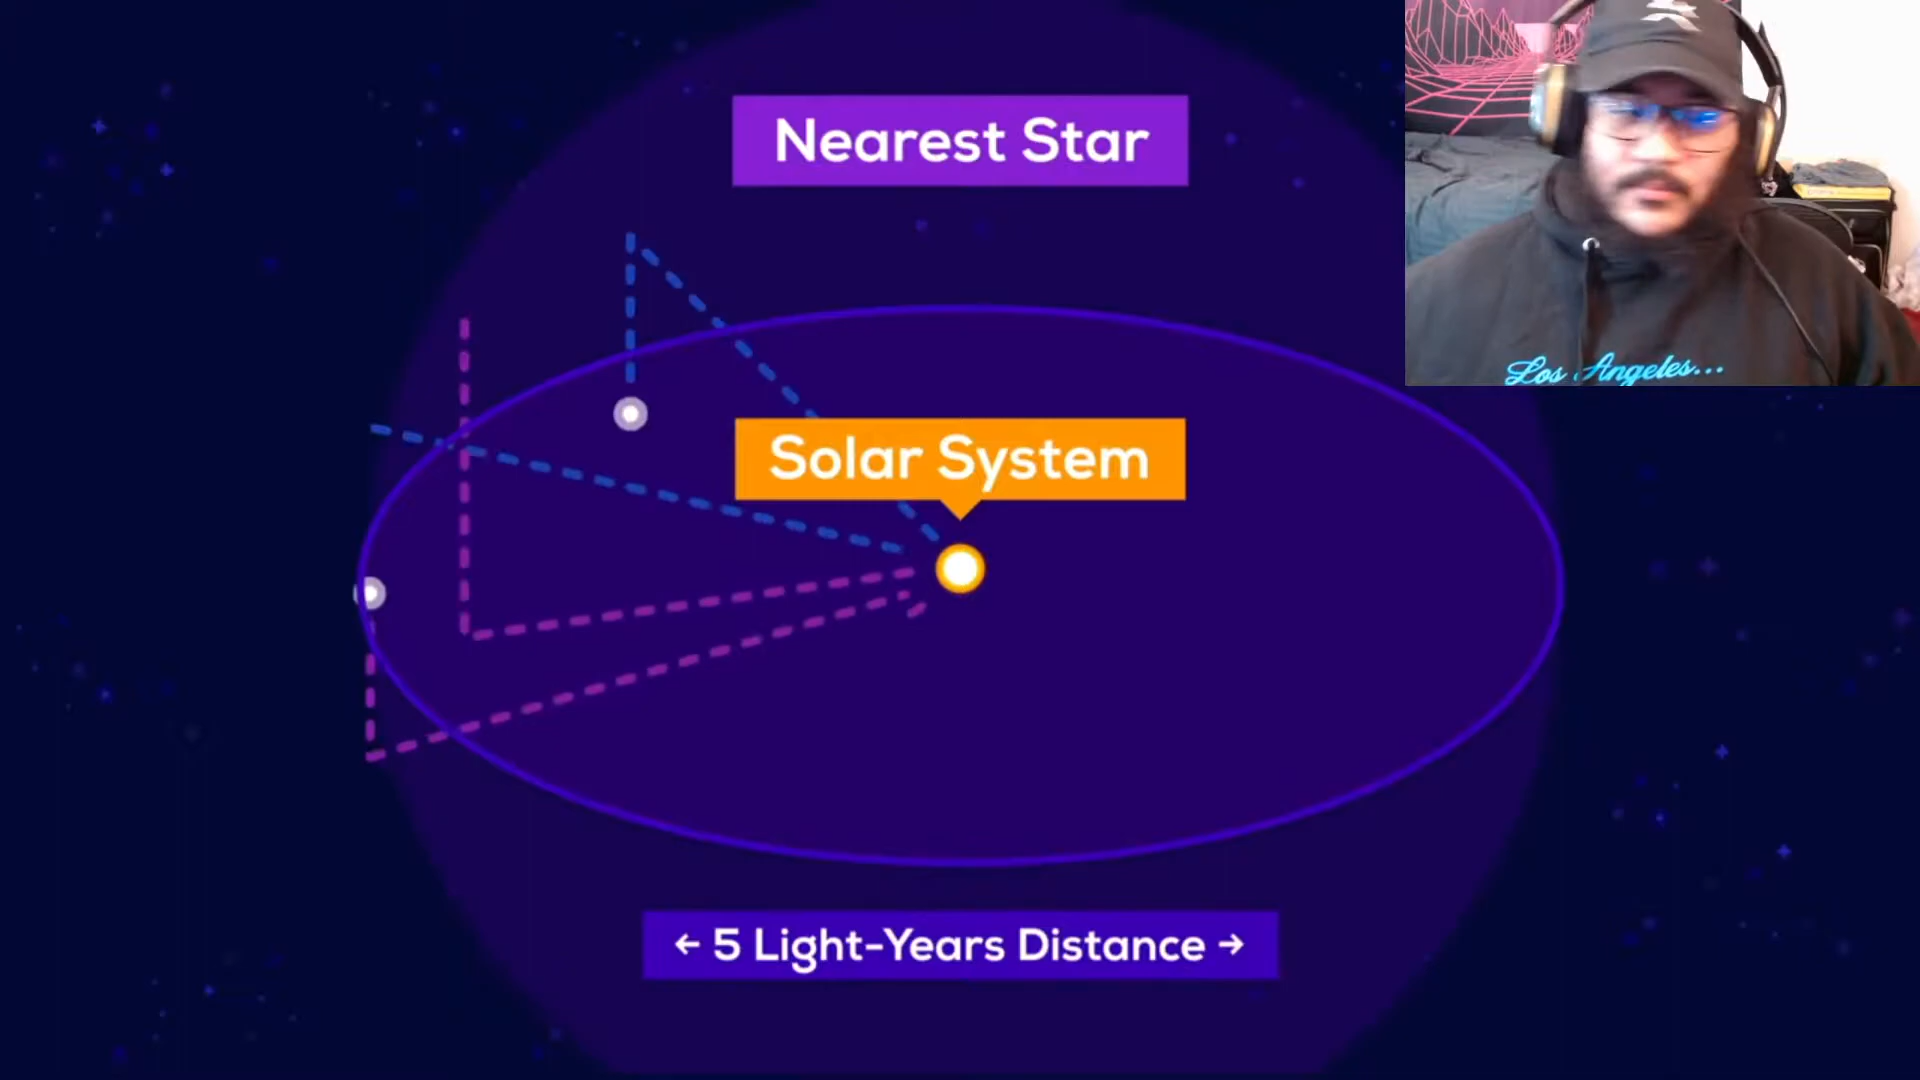 Nearest Star
Solar System
← 5 Light-Years Distance →
Los Angeles...